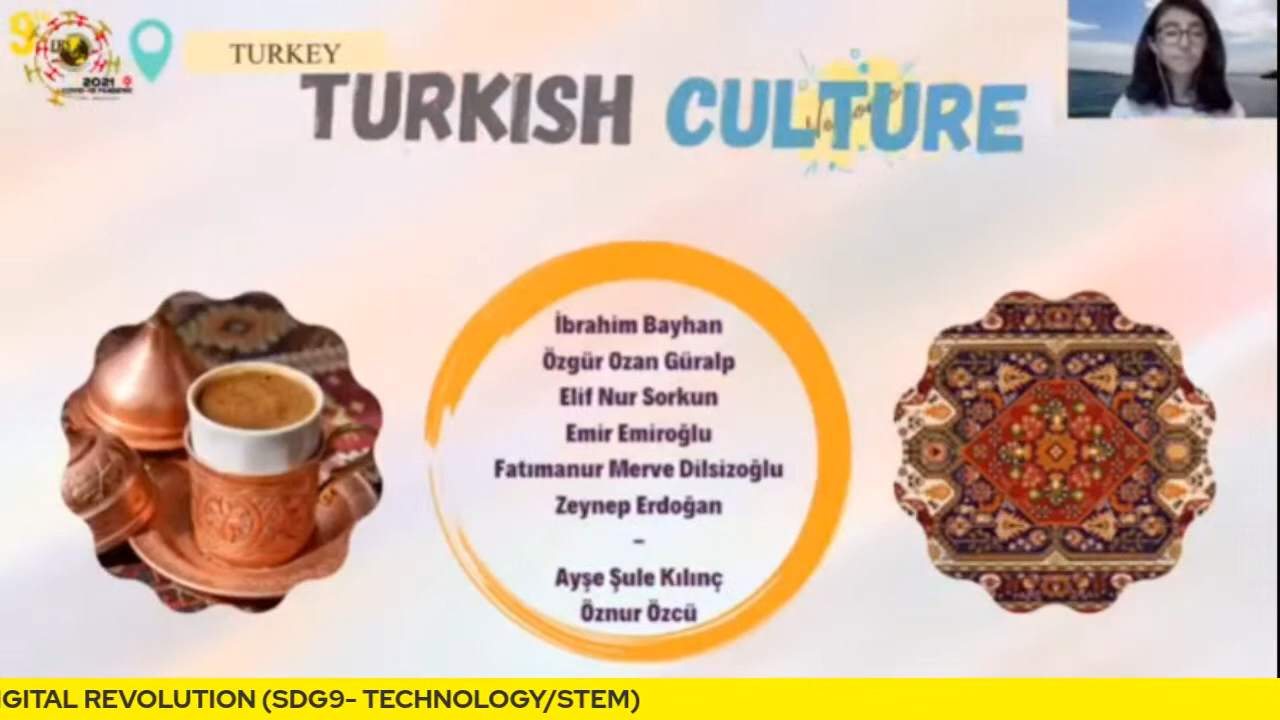 TURKEY
TURKISH CULTURE
2021
İbrahim Bayhan
Özgür Ozan Güralp
Elif Nur Sorkun
Emir Emiroğlu
Fatımanur Merve Dilsizoğlu
Zeynep Erdoğan
–
Ayşe Şule Kılınç
Öznur Özcü
IGITAL REVOLUTION (SDG9- TECHNOLOGY/STEM)